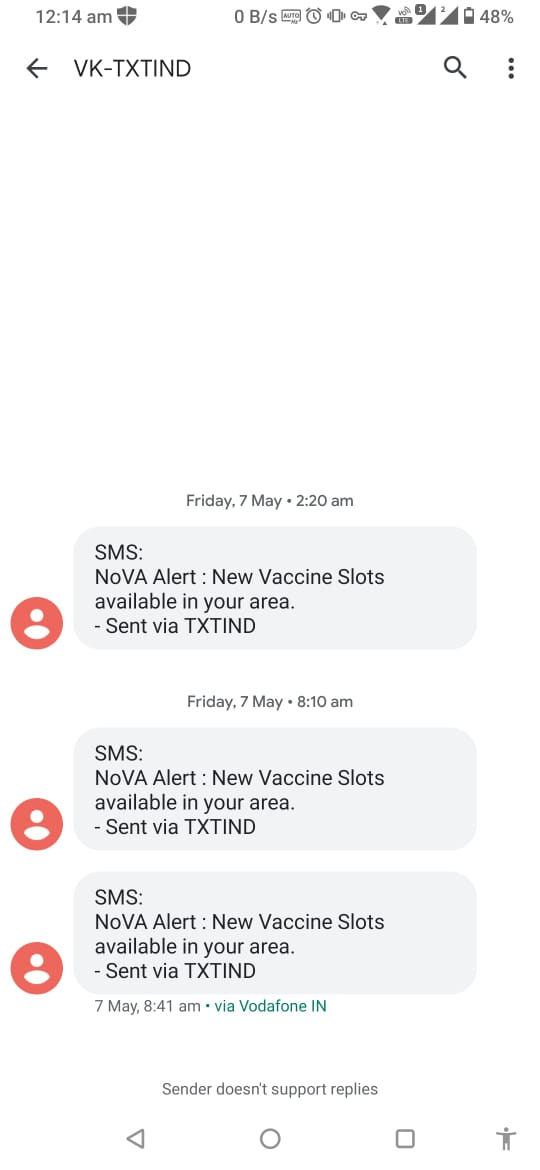 12:14 am 0 B/s AUTO 1 2 48%
VK-TXTIND
Friday, 7 May • 2:20 am
SMS:
NoVA Alert : New Vaccine Slots
available in your area.
- Sent via TXTIND
Friday, 7 May • 8:10 am
SMS:
NoVA Alert : New Vaccine Slots
available in your area.
- Sent via TXTIND
SMS:
NoVA Alert : New Vaccine Slots
available in your area.
- Sent via TXTIND
7 May, 8:41 am • via Vodafone IN
Sender doesn't support replies